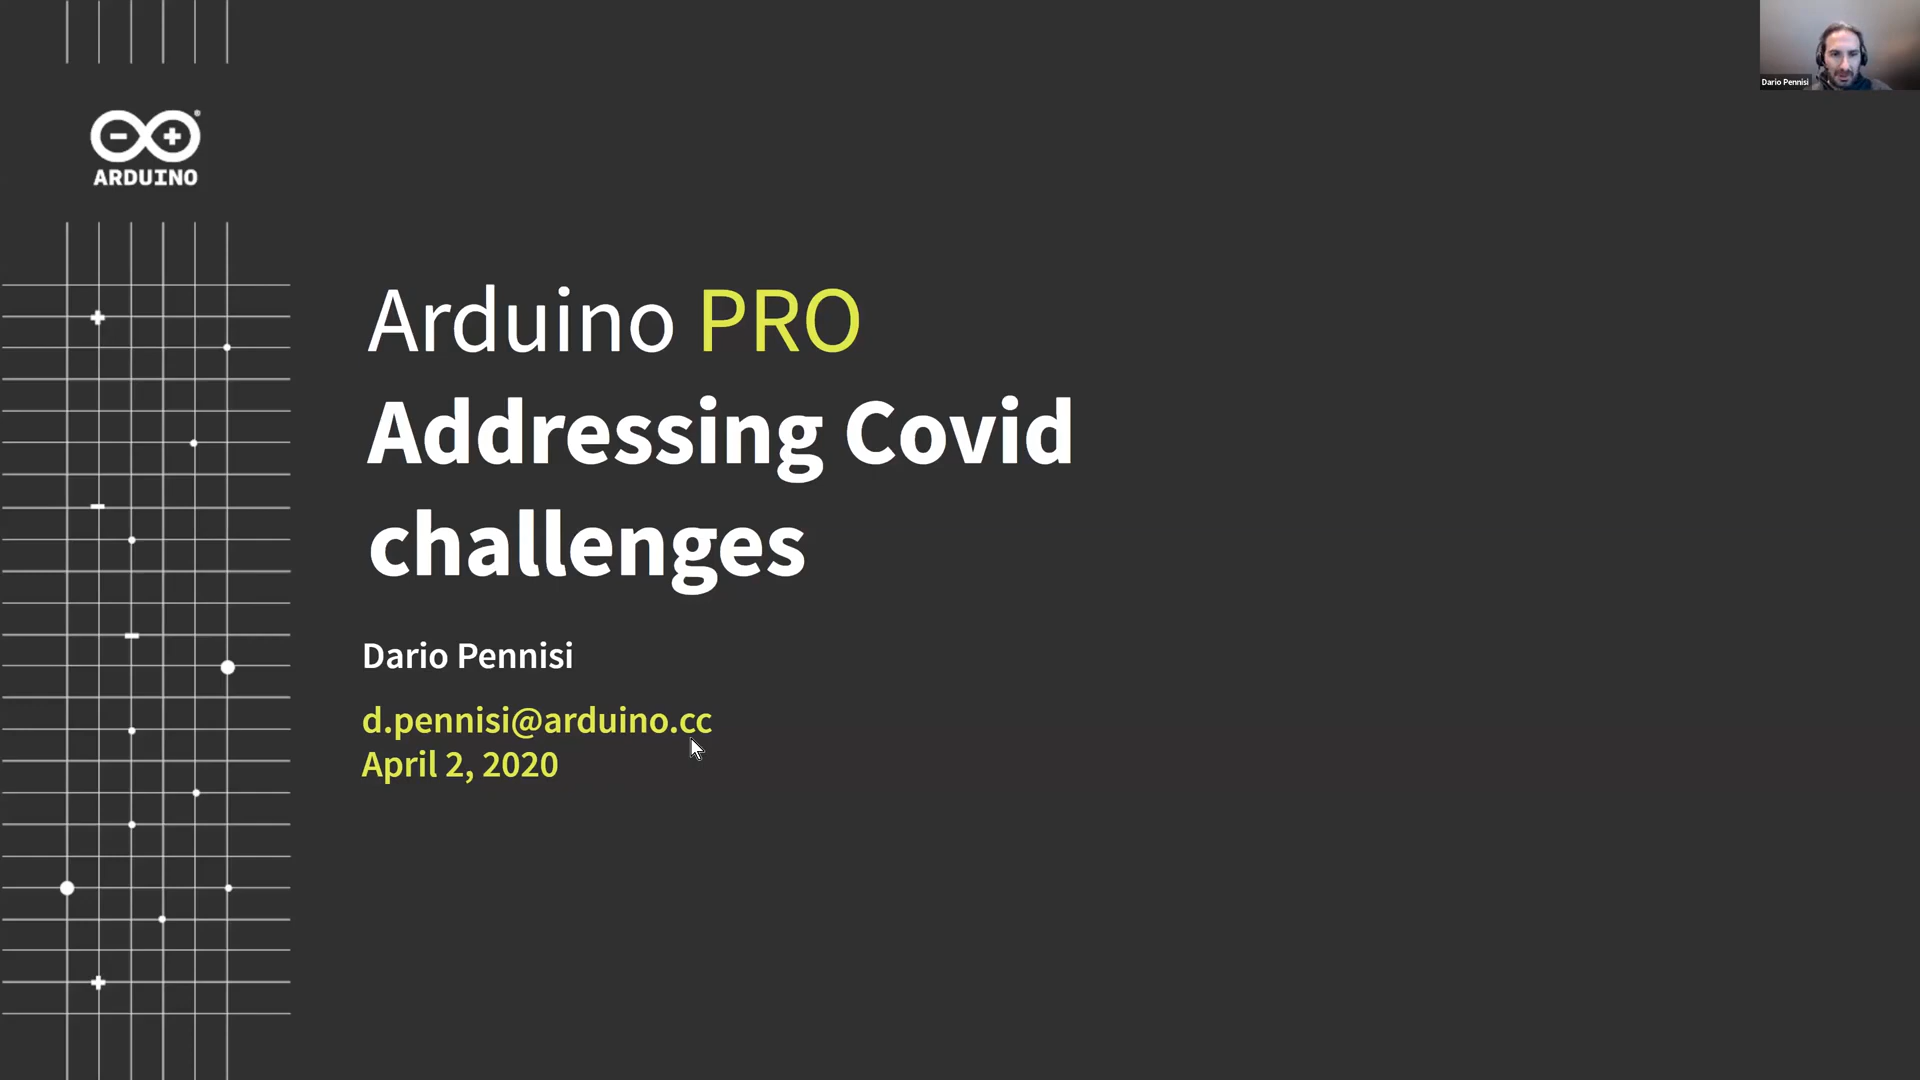 ARDUINO
Arduino PRO
Addressing Covid
challenges
Dario Pennisi
d.pennisi@arduino.cc
April 2, 2020
Dario Pennisi